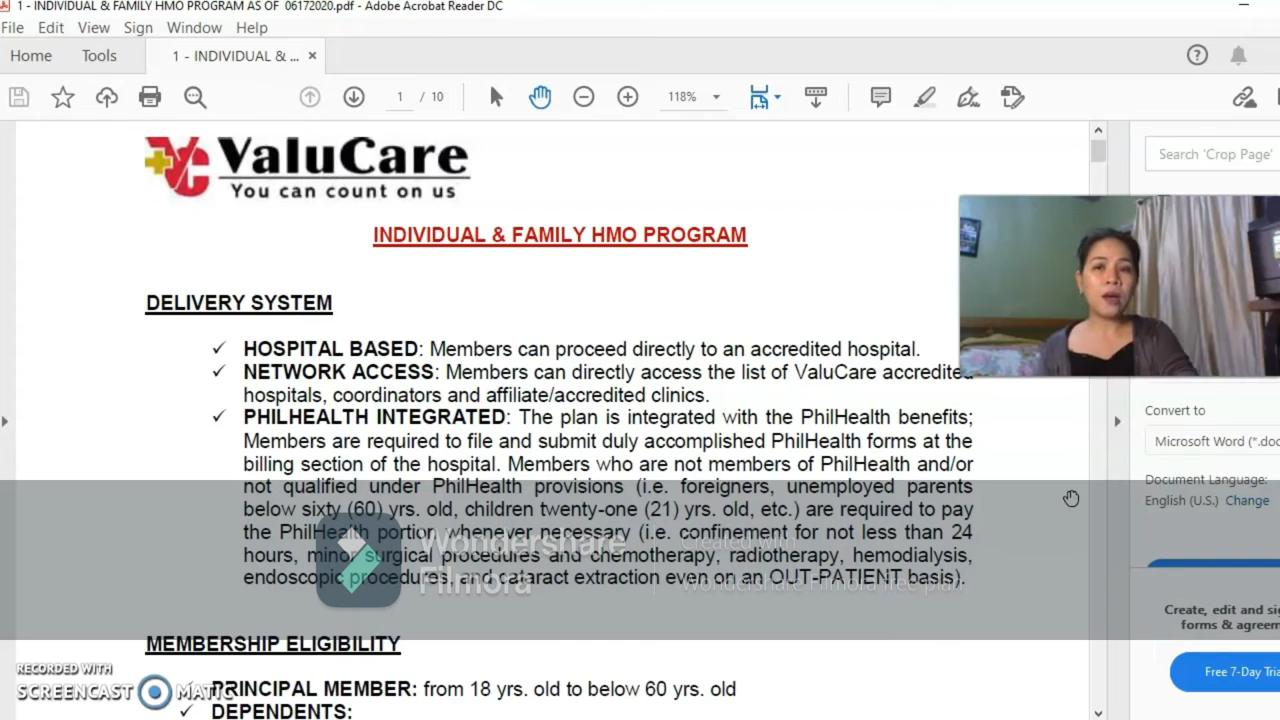 1 - INDIVIDUAL & FAMILY HMO PROGRAM AS OF 06172020.pdf - Adobe Acrobat Reader DC
File Edit View Sign Window Help
Home Tools 1 - INDIVIDUAL & ... ×
1 / 10 118%
ValuCare
You can count on us
Search 'Crop Page'
INDIVIDUAL & FAMILY HMO PROGRAM
DELIVERY SYSTEM
✓ HOSPITAL BASED: Members can proceed directly to an accredited hospital.
✓ NETWORK ACCESS: Members can directly access the list of ValuCare accredited
hospitals, coordinators and affiliate/accredited clinics.
✓ PHILHEALTH INTEGRATED: The plan is integrated with the PhilHealth benefits;
Members are required to file and submit duly accomplished PhilHealth forms at the
billing section of the hospital. Members who are not members of PhilHealth and/or
not qualified under PhilHealth provisions (i.e. foreigners, unemployed parents
below sixty (60) yrs. old, children twenty-one (21) yrs. old, etc.) are required to pay
the PhilHealth portion whenever necessary (i.e. confinement for not less than 24
hours, minor surgical procedures and chemotherapy, radiotherapy, hemodialysis,
endoscopic procedures, and cataract extraction even on an OUT-PATIENT basis).
Wondershare
Filmora
Created with
Wondershare Filmora free plan
MEMBERSHIP ELIGIBILITY
PRINCIPAL MEMBER: from 18 yrs. old to below 60 yrs. old
✓ DEPENDENTS:
RECORDED WITH
SCREENCAST MATIC
Convert to
Microsoft Word (*.doc
Document Language:
English (U.S.) Change
Create, edit and si
forms & agreem
Free 7-Day Tria